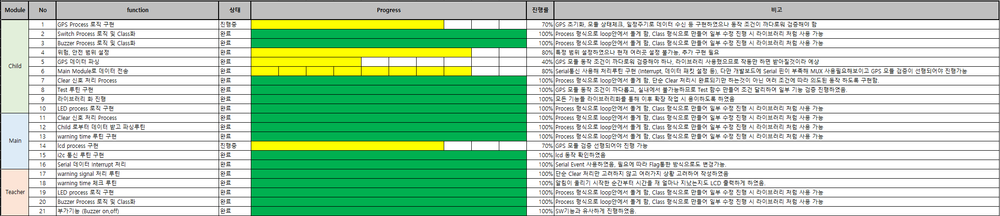 Module No function 상태 Progress 진행률 비고
Child
1 GPS Process 로직 구현 진행중 70% GPS 초기화, 모듈 상태체크, 일정주기로 데이터 수신 등 구현하였으나 동작 조건이 까다로워 검증해야 함
2 Switch Process 로직 및 Class화 완료 100% Process 형식으로 loop안에서 돌게 함, Class 형식으로 만들어 일부 수정 진행 시 라이브러리 처럼 사용 가능
3 Buzzer Process 로직 및 Class화 완료 100% Process 형식으로 loop안에서 돌게 함, Class 형식으로 만들어 일부 수정 진행 시 라이브러리 처럼 사용 가능
4 위험, 안전 범위 설정 완료 80% 특정 범위 설정하였으나 현재 여러곳 설정 불가능, 추가 구현 필요
5 GPS 데이터 파싱 완료 40% GPS 모듈 동작 조건이 까다로워 검증해야 하나, 라이브러리 사용했으므로 작동만 하면 받아질것이라 예상
6 Main Module로 데이터 전송 완료 80% Serial통신 사용해 처리루틴 구현 (Interrupt, 데이터 패킷 설정 등), 다만 개발보드에 Serial 핀이 부족해 MUX 사용필요해보이고 GPS 모듈 검증이 선행되어야 진행가능
7 Clear 신호 처리 Process 완료 100% Process 형식으로 loop안에서 돌게 함, 단순 Clear 처리시 완료되기만 하는것이 아닌 여러 조건에 따라 의도된 동작 하도록 구현함.
8 Test 루틴 구현 완료 100% GPS 모듈 동작 조건이 까다롭고, 실내에서 불가능하므로 Test 함수 만들어 조건 달리하여 일부 기능 검증 진행하였음.
9 라이브러리 화 진행 완료 100% 모든 기능들 라이브러리화를 통해 이후 확장 작업 시 용이하도록 하였음
10 LED process 로직 구현 완료 100% Process 형식으로 loop안에서 돌게 함, Class 형식으로 만들어 일부 수정 진행 시 라이브러리 처럼 사용 가능
Main
11 Clear 신호 처리 Process 완료 100% Process 형식으로 loop안에서 돌게 함, Class 형식으로 만들어 일부 수정 진행 시 라이브러리 처럼 사용 가능
12 Child 로부터 데이터 받고 파싱루틴 완료 100% Process 형식으로 loop안에서 돌게 함, Class 형식으로 만들어 일부 수정 진행 시 라이브러리 처럼 사용 가능
13 warning time 루틴 구현 완료 100% Process 형식으로 loop안에서 돌게 함, Class 형식으로 만들어 일부 수정 진행 시 라이브러리 처럼 사용 가능
14 lcd process 구현 진행중 70% GPS 모듈 검증 선행되어야 진행 가능
15 i2c 통신 루틴 구현 완료 100% lcd 동작 확인하였음
16 Serial 데이터 Interrupt 처리 완료 100% Serial Event 사용하였음, 필요에 따라 Flag통한 방식으로도 변경가능.
Teacher
17 warning signal 처리 루틴 완료 100% 단순 Clear 처리만 고려하지 않고 여러가지 상황 고려하여 작성하였음
18 warning time 체크 루틴 완료 100% 알림이 울리기 시작한 순간부터 시간을 재 얼마나 지났는지도 LCD 출력하게 하였음.
19 LED process 로직 구현 완료 100% Process 형식으로 loop안에서 돌게 함, Class 형식으로 만들어 일부 수정 진행 시 라이브러리 처럼 사용 가능
20 Buzzer Process 로직 및 Class화 완료 100% Process 형식으로 loop안에서 돌게 함, Class 형식으로 만들어 일부 수정 진행 시 라이브러리 처럼 사용 가능
21 부가기능 (Buzzer on,off) 완료 100% SW기능과 유사하게 진행하였음.